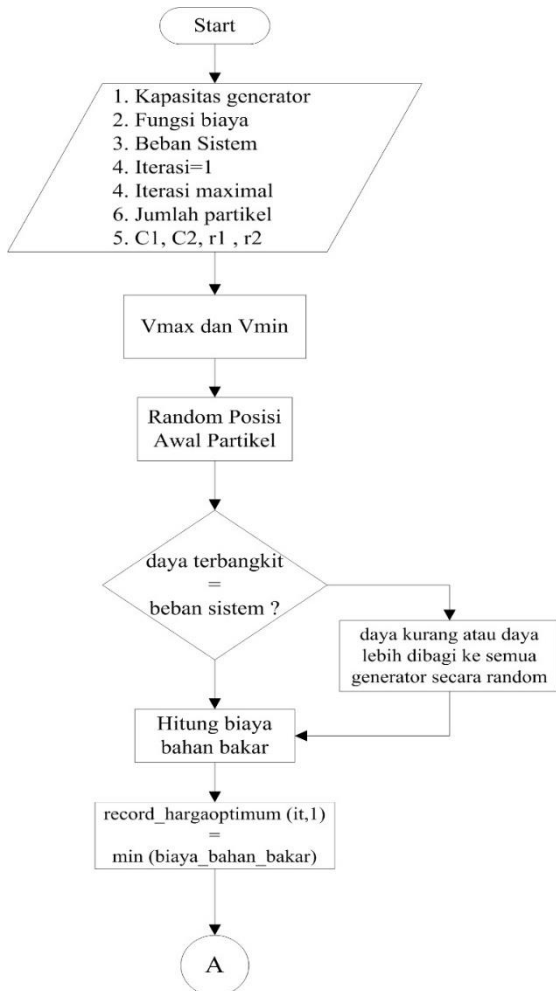 Start
1. Kapasitas generator
2. Fungsi biaya
3. Beban Sistem
4. Iterasi=1
4. Iterasi maximal
6. Jumlah partikel
5. C1, C2, r1 , r2
Vmax dan Vmin
Random Posisi
Awal Partikel
daya terbangkit
=
beban sistem ?
daya kurang atau daya
lebih dibagi ke semua
generator secara random
Hitung biaya
bahan bakar
record_hargaoptimum (it,1)
=
min (biaya_bahan_bakar)
A